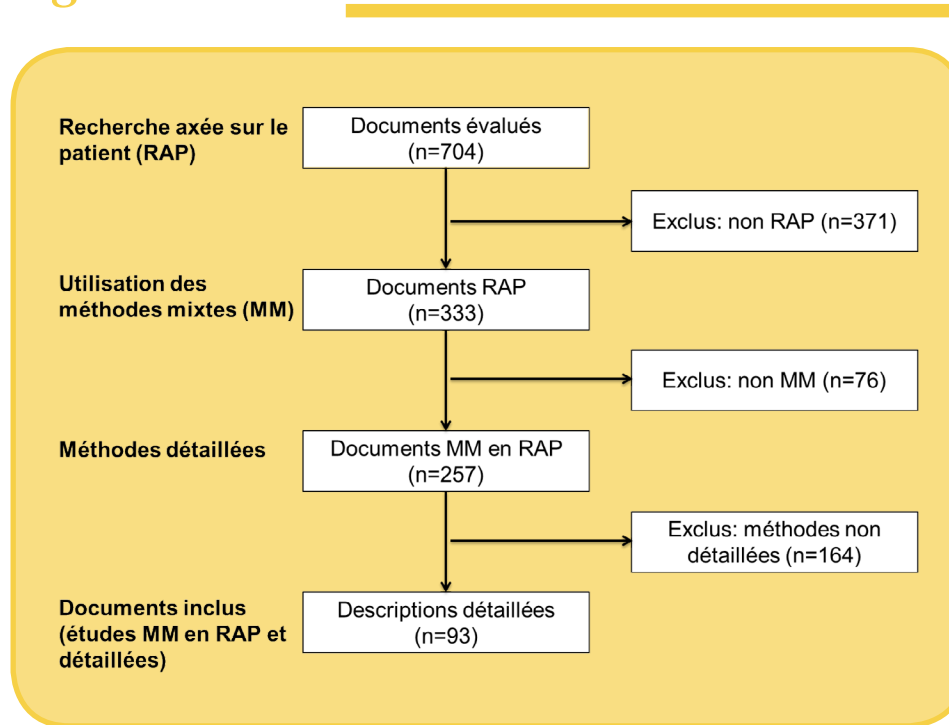 Recherche axée sur le
patient (RAP)
Documents évalués
(n=704)
Exclus: non RAP (n=371)
Utilisation des
méthodes mixtes (MM)
Documents RAP
(n=333)
Exclus: non MM (n=76)
Méthodes détaillées
Documents MM en RAP
(n=257)
Exclus: méthodes non
détaillées (n=164)
Documents inclus
(études MM en RAP et
détaillées)
Descriptions détaillées
(n=93)